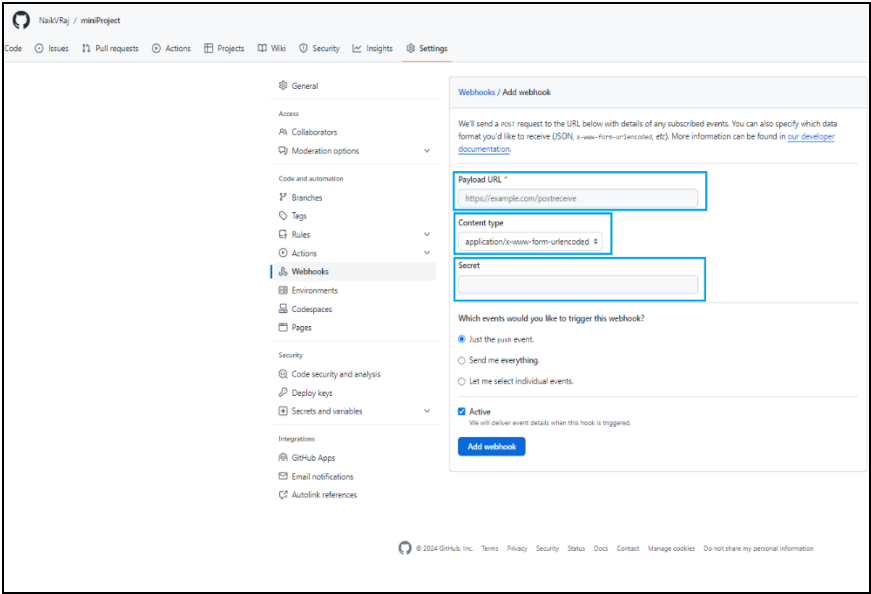 NaikVRaj / miniProject
Code Issues Pull requests Actions Projects Wiki Security Insights Settings
General
Access
Collaborators
Moderation options
Code and automation
Branches
Tags
Rules
Actions
Webhooks
Environments
Codespaces
Pages
Security
Code security and analysis
Deploy keys
Secrets and variables
Integrations
GitHub Apps
Email notifications
Autolink references
Webhooks / Add webhook
We'll send a POST request to the URL below with details of any subscribed events. You can also specify which data
format you'd like to receive (JSON, x-www-form-urlencoded, etc). More information can be found in our developer
documentation.
Payload URL *
https://example.com/postreceive
Content type
application/x-www-form-urlencoded
Secret
Which events would you like to trigger this webhook?
Just the push event.
Send me everything.
Let me select individual events.
Active
We will deliver event details when this hook is triggered.
Add webhook
© 2024 GitHub, Inc. Terms Privacy Security Status Docs Contact Manage cookies Do not share my personal information